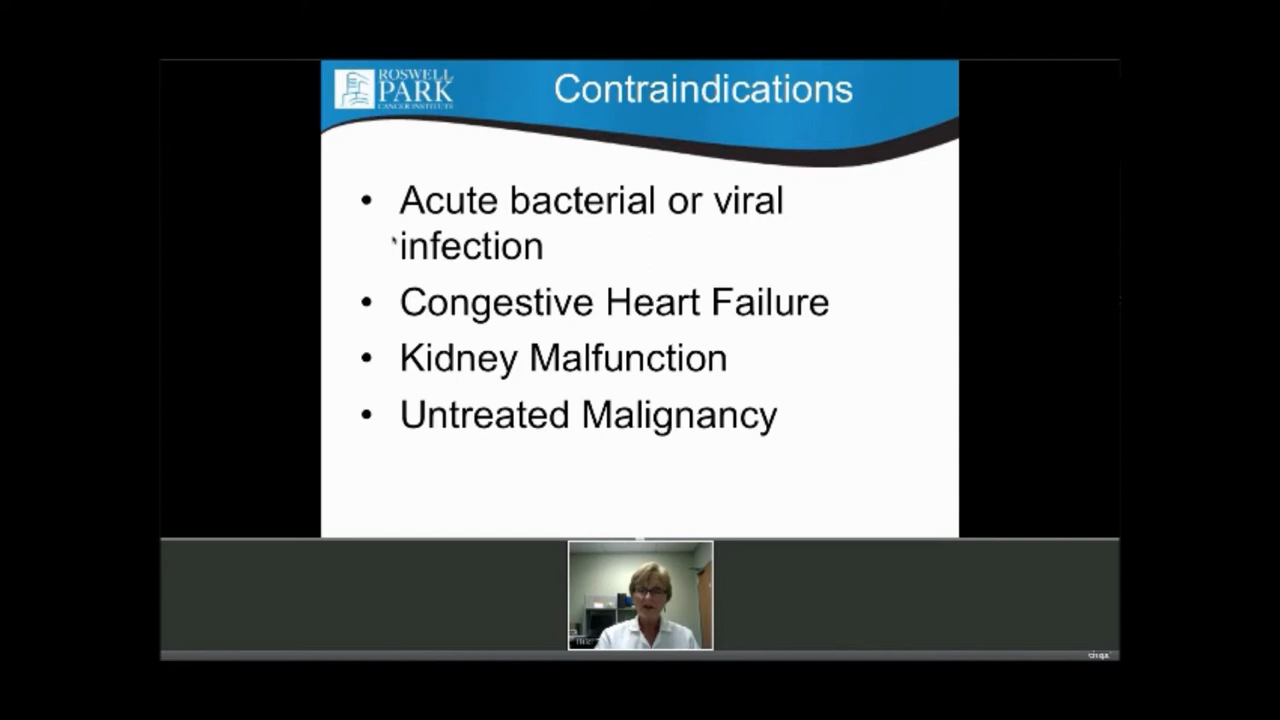 ROSWELL
PARK
CANCER INSTITUTE
Contraindications
• Acute bacterial or viral
infection
• Congestive Heart Failure
• Kidney Malfunction
• Untreated Malignancy